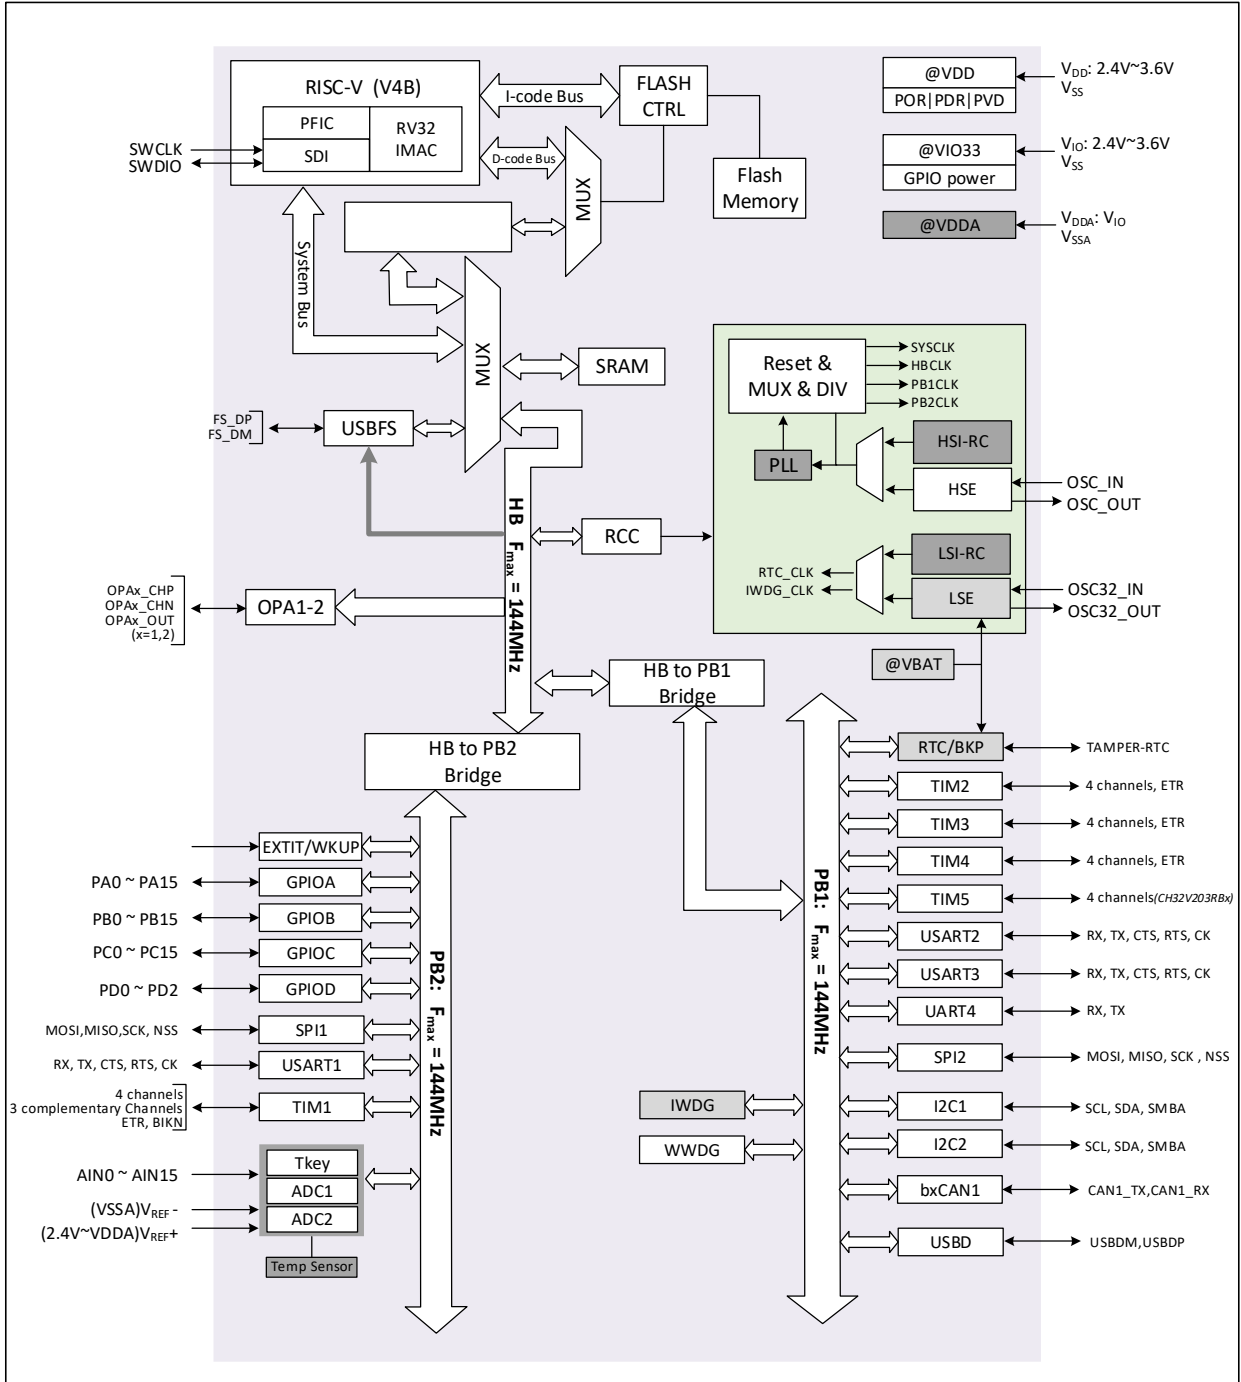 RISC-V (V4B)
PFIC
SDI
RV32
IMAC
SWCLK
SWDIO
I-code Bus
D-code Bus
FLASH
CTRL
MUX
Flash
Memory
@VDD
POR|PDR|PVD
VDD: 2.4V~3.6V
VSS
@VIO33
GPIO power
VIO: 2.4V~3.6V
VSS
@VDDA
VDDA: VIO
VSSA
System Bus
MUX
SRAM
FS_DP
FS_DM
USBFS
HB Fmax = 144MHz
RCC
Reset &
MUX & DIV
SYSCLK
HBCLK
PB1CLK
PB2CLK
PLL
HSI-RC
HSE
OSC_IN
OSC_OUT
LSI-RC
LSE
RTC_CLK
IWDG_CLK
OSC32_IN
OSC32_OUT
OPAx_CHP
OPAx_CHN
OPAx_OUT
(x=1,2)
OPA1-2
@VBAT
HB to PB1
Bridge
HB to PB2
Bridge
EXTIT/WKUP
PA0 ~ PA15
GPIOA
PB0 ~ PB15
GPIOB
PC0 ~ PC15
GPIOC
PD0 ~ PD2
GPIOD
MOSI,MISO,SCK, NSS
SPI1
RX, TX, CTS, RTS, CK
USART1
4 channels
3 complementary Channels
ETR, BIKN
TIM1
AIN0 ~ AIN15
(VSSA)VREF -
(2.4V~VDDA)VREF+
Tkey
ADC1
ADC2
Temp Sensor
PB2: Fmax = 144MHz
IWDG
WWDG
PB1: Fmax = 144MHz
RTC/BKP
TAMPER-RTC
TIM2
4 channels, ETR
TIM3
4 channels, ETR
TIM4
4 channels, ETR
TIM5
4 channels(CH32V203RBx)
USART2
RX, TX, CTS, RTS, CK
USART3
RX, TX, CTS, RTS, CK
UART4
RX, TX
SPI2
MOSI, MISO, SCK , NSS
I2C1
SCL, SDA, SMBA
I2C2
SCL, SDA, SMBA
bxCAN1
CAN1_TX,CAN1_RX
USBD
USBDM,USBDP